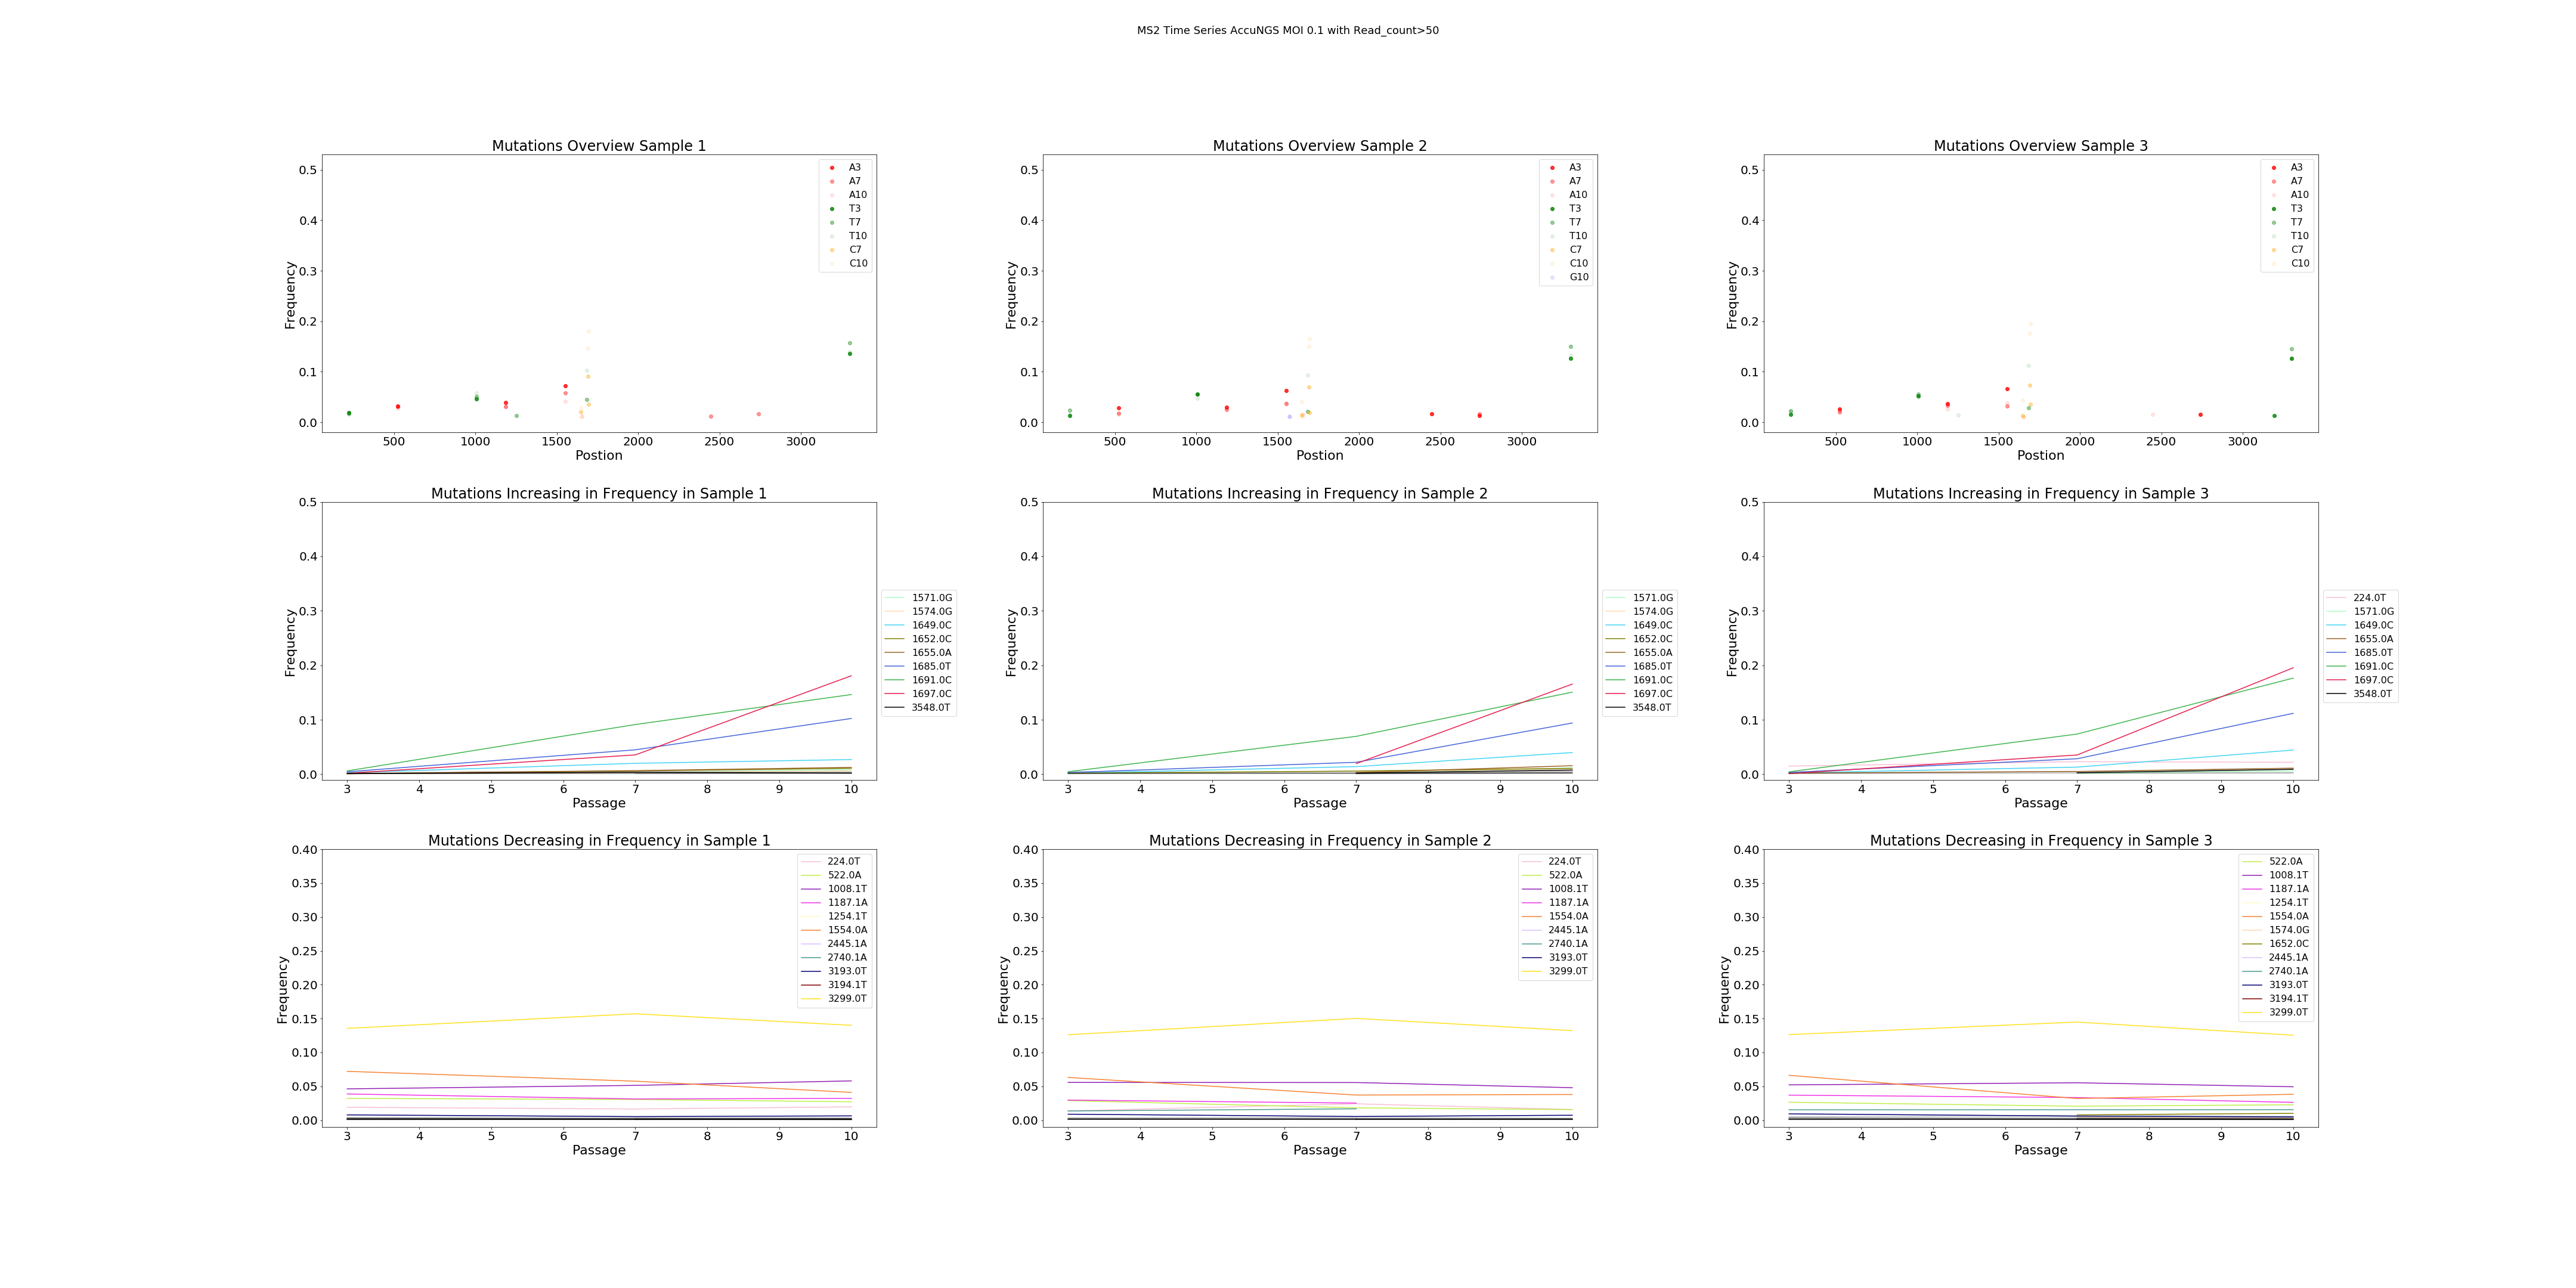 MS2 Time Series AccuNGS MOI 0.1 with Read_count>50
Mutations Overview Sample 1
Frequency
0.5
0.4
0.3
0.2
0.1
0.0
500 1000 1500 2000 2500 3000
Postion
A3
A7
A10
T3
T7
T10
C7
C10
Mutations Overview Sample 2
Frequency
0.5
0.4
0.3
0.2
0.1
0.0
500 1000 1500 2000 2500 3000
Postion
A3
A7
A10
T3
T7
T10
C7
C10
G10
Mutations Overview Sample 3
Frequency
0.5
0.4
0.3
0.2
0.1
0.0
500 1000 1500 2000 2500 3000
Postion
A3
A7
A10
T3
T7
T10
C7
C10
Mutations Increasing in Frequency in Sample 1
Frequency
0.5
0.4
0.3
0.2
0.1
0.0
3 4 5 6 7 8 9 10
Passage
1571.0G
1574.0G
1649.0C
1652.0C
1655.0A
1685.0T
1691.0C
1697.0C
3548.0T
Mutations Increasing in Frequency in Sample 2
Frequency
0.5
0.4
0.3
0.2
0.1
0.0
3 4 5 6 7 8 9 10
Passage
1571.0G
1574.0G
1649.0C
1652.0C
1655.0A
1685.0T
1691.0C
1697.0C
3548.0T
Mutations Increasing in Frequency in Sample 3
Frequency
0.5
0.4
0.3
0.2
0.1
0.0
3 4 5 6 7 8 9 10
Passage
224.0T
1571.0G
1649.0C
1655.0A
1685.0T
1691.0C
1697.0C
3548.0T
Mutations Decreasing in Frequency in Sample 1
Frequency
0.40
0.35
0.30
0.25
0.20
0.15
0.10
0.05
0.00
3 4 5 6 7 8 9 10
Passage
224.0T
522.0A
1008.1T
1187.1A
1254.1T
1554.0A
2445.1A
2740.1A
3193.0T
3194.1T
3299.0T
Mutations Decreasing in Frequency in Sample 2
Frequency
0.40
0.35
0.30
0.25
0.20
0.15
0.10
0.05
0.00
3 4 5 6 7 8 9 10
Passage
224.0T
522.0A
1008.1T
1187.1A
1554.0A
2445.1A
2740.1A
3193.0T
3299.0T
Mutations Decreasing in Frequency in Sample 3
Frequency
0.40
0.35
0.30
0.25
0.20
0.15
0.10
0.05
0.00
3 4 5 6 7 8 9 10
Passage
522.0A
1008.1T
1187.1A
1254.1T
1554.0A
1574.0G
1652.0C
2445.1A
2740.1A
3193.0T
3194.1T
3299.0T